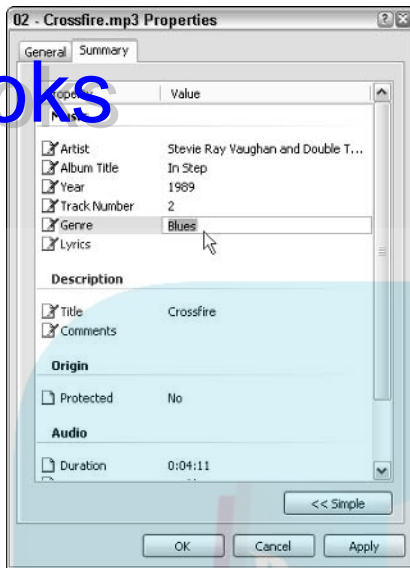 02 - Crossfire.mp3 Properties
General Summary
oks
Property Value
Music
Artist Stevie Ray Vaughan and Double T...
Album Title In Step
Year 1989
Track Number 2
Genre Blues
Lyrics
Description
Title Crossfire
Comments
Origin
Protected No
Audio
Duration 0:04:11
<< Simple
OK Cancel Apply